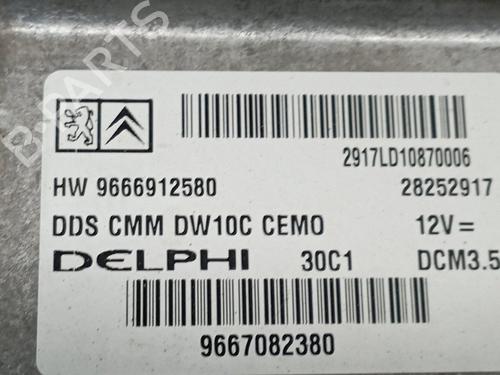 B-PARTS
2917LD10870006
HW 9666912580 28252917
DDS CMM DW10C CEMO 12V =
DELPHI 30C1 DCM3.5
9667082380